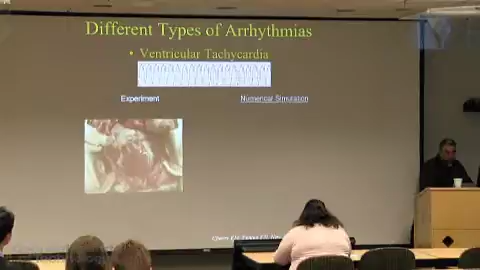 Different Types of Arrhythmias
• Ventricular Tachycardia
Experiment
Numerical Simulation